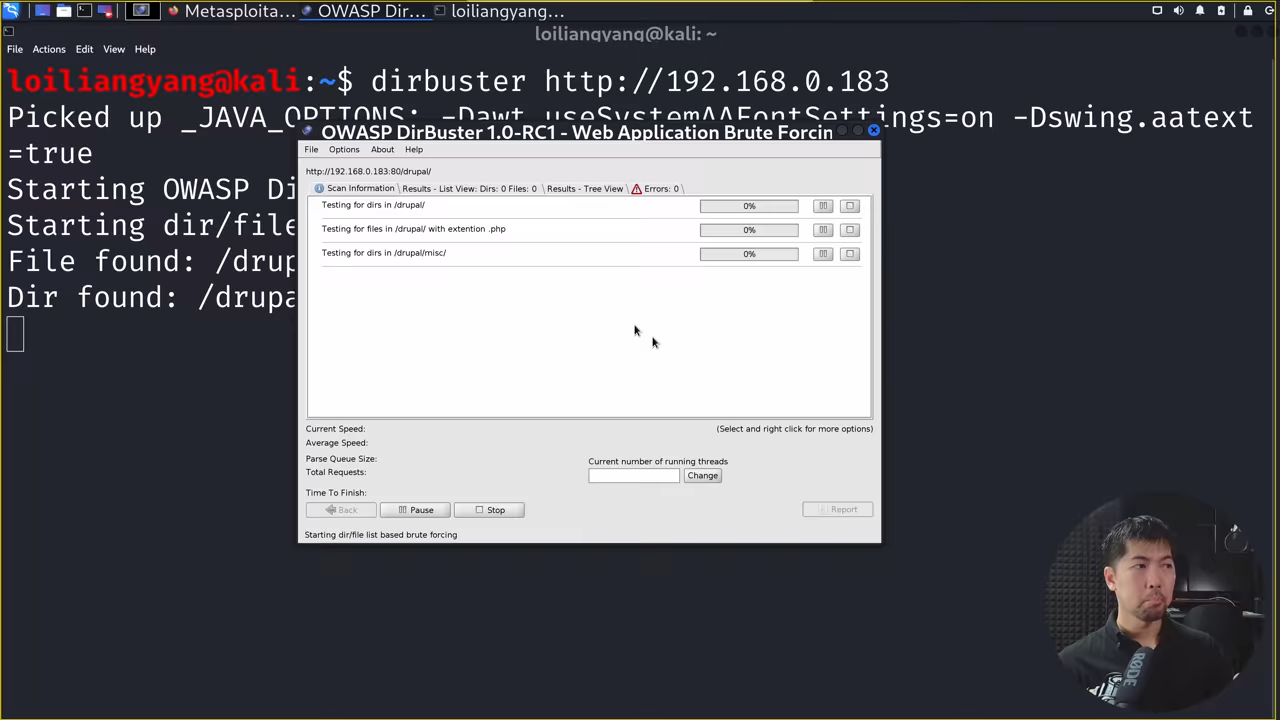 Metasploita...
OWASP Dir...
loiliangyang...
loiliangyang@kali: ~
File Actions Edit View Help
loiliangyang@kali:~$ dirbuster http://192.168.0.183
Picked up _JAVA_OPTIONS: -Dawt.useSystemAAFontSettings=on -Dswing.aatext
=true
Starting OWASP Di
Starting dir/file
File found: /drup
Dir found: /drupa
OWASP DirBuster 1.0-RC1 - Web Application Brute Forcin
File Options About Help
http://192.168.0.183:80/drupal/
Scan Information Results - List View: Dirs: 0 Files: 0 Results - Tree View Errors: 0
Testing for dirs in /drupal/ 0%
Testing for files in /drupal/ with extention .php 0%
Testing for dirs in /drupal/misc/ 0%
Current Speed: (Select and right click for more options)
Average Speed:
Parse Queue Size: Current number of running threads
Total Requests: Change
Time To Finish:
Back Pause Stop Report
Starting dir/file list based brute forcing
RØDE